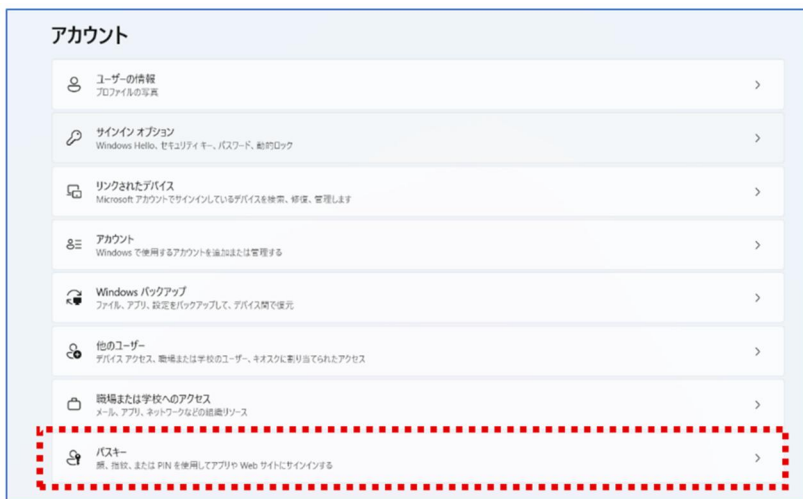 アカウント
ユーザーの情報
プロファイルの写真
サインイン オプション
Windows Hello、セキュリティ キー、パスワード、動的ロック
リンクされたデバイス
Microsoft アカウントでサインインしているデバイスを検索、修復、管理します
アカウント
Windows で使用するアカウントを追加または管理する
Windows バックアップ
ファイル、アプリ、設定をバックアップして、デバイス間で復元
他のユーザー
デバイス アクセス、職場または学校のユーザー、キオスクに割り当てられたアクセス
職場または学校へのアクセス
メール、アプリ、ネットワークなどの組織リソース
パスキー
顔、指紋、または PIN を使用してアプリや Web サイトにサインインする